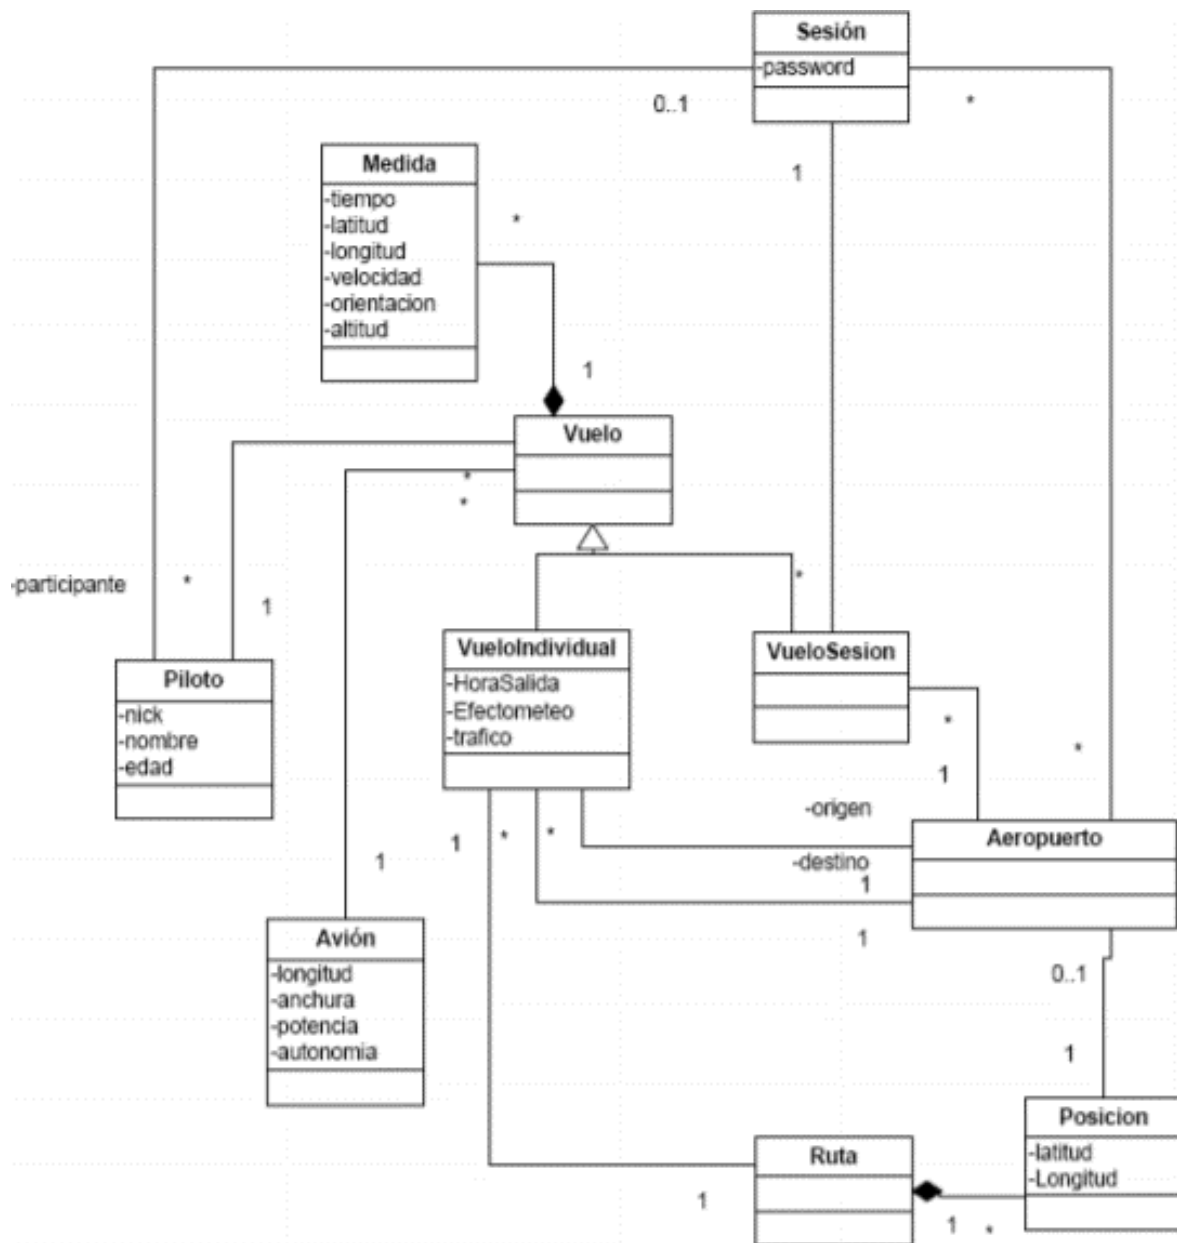 Sesión
-password
0..1
*
1
Medida
-tiempo
-latitud
-longitud
-velocidad
-orientacion
-altitud
*
1
Vuelo
*
*
-participante
*
1
*
Piloto
-nick
-nombre
-edad
VueloIndividual
-HoraSalida
-Efectometeo
-trafico
VueloSesion
*
1
*
1
*
*
-origen
-destino
1
1
Aeropuerto
1
Avión
-longitud
-anchura
-potencia
-autonomia
0..1
1
Posicion
-latitud
-Longitud
Ruta
1
1
*